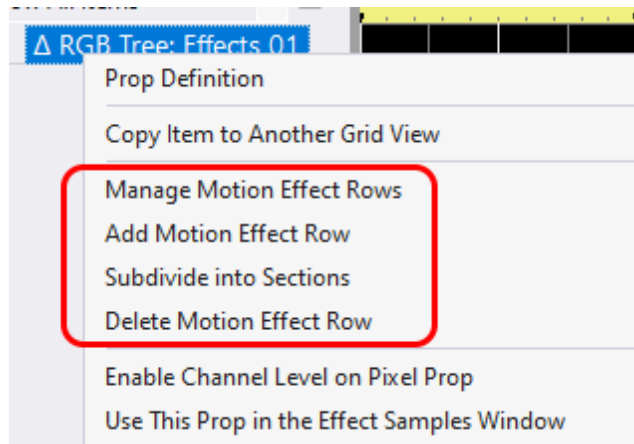 Δ RGB Tree: Effects 01
Prop Definition
Copy Item to Another Grid View
Manage Motion Effect Rows
Add Motion Effect Row
Subdivide into Sections
Delete Motion Effect Row
Enable Channel Level on Pixel Prop
Use This Prop in the Effect Samples Window